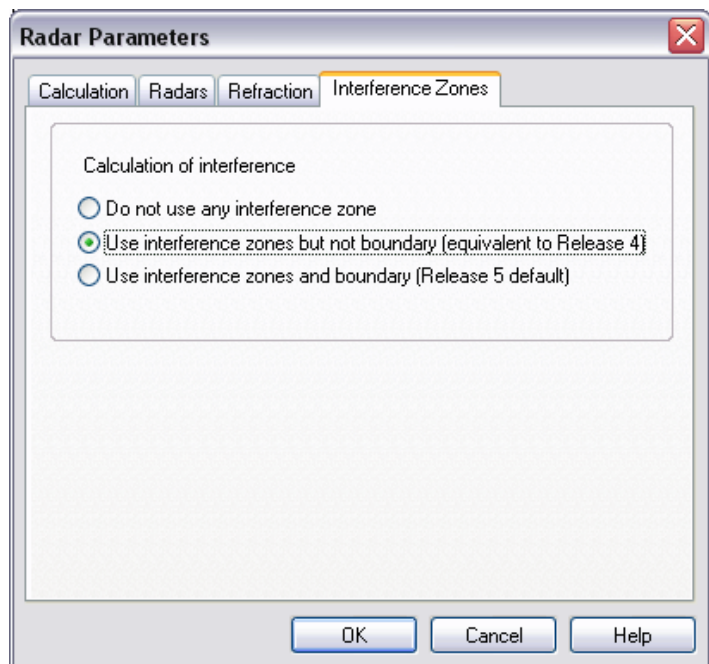 Radar Parameters
Calculation Radars Refraction Interference Zones
Calculation of interference
Do not use any interference zone
Use interference zones but not boundary (equivalent to Release 4)
Use interference zones and boundary (Release 5 default)
OK Cancel Help